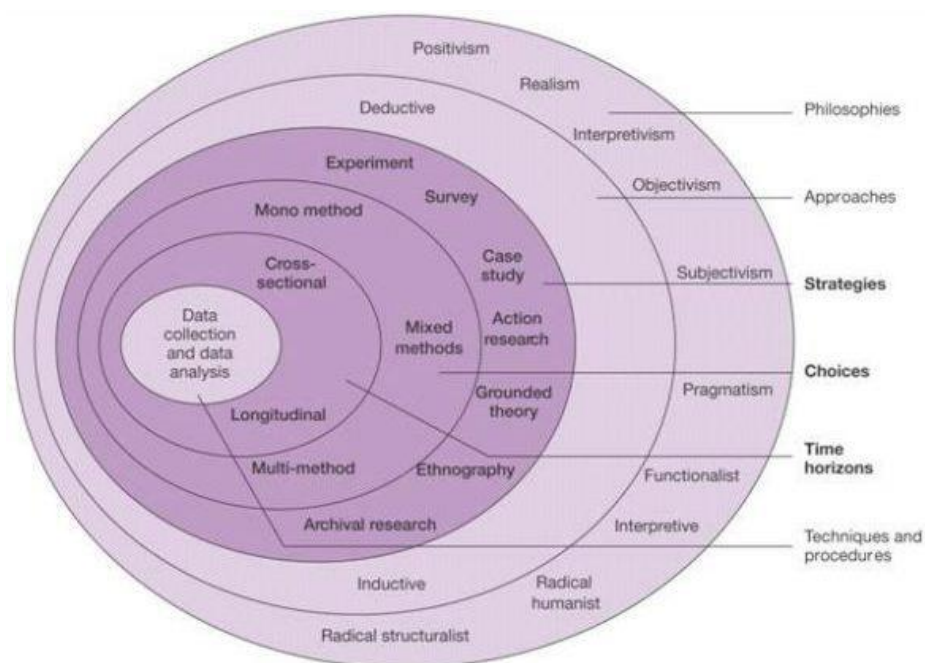 Positivism
Realism
Philosophies
Deductive
Interpretivism
Experiment
Objectivism
Survey
Approaches
Mono method
Case
study
Subjectivism
Strategies
Cross-
sectional
Data
collection
and data
analysis
Mixed
methods
Action
research
Choices
Grounded
theory
Pragmatism
Longitudinal
Time
horizons
Multi-method
Ethnography
Functionalist
Archival research
Interpretive
Techniques and
procedures
Inductive
Radical
humanist
Radical structuralist